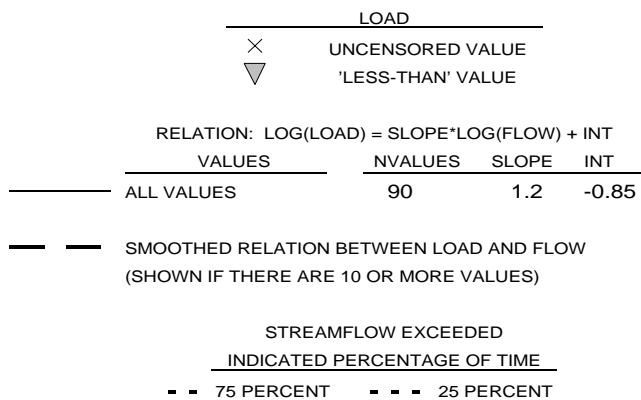 LOAD
UNCENSORED VALUE
'LESS-THAN' VALUE
RELATION: LOG(LOAD) = SLOPE*LOG(FLOW) + INT
VALUES NVALUES SLOPE INT
ALL VALUES 90 1.2 -0.85
SMOOTHED RELATION BETWEEN LOAD AND FLOW
(SHOWN IF THERE ARE 10 OR MORE VALUES)
STREAMFLOW EXCEEDED
INDICATED PERCENTAGE OF TIME
75 PERCENT 25 PERCENT